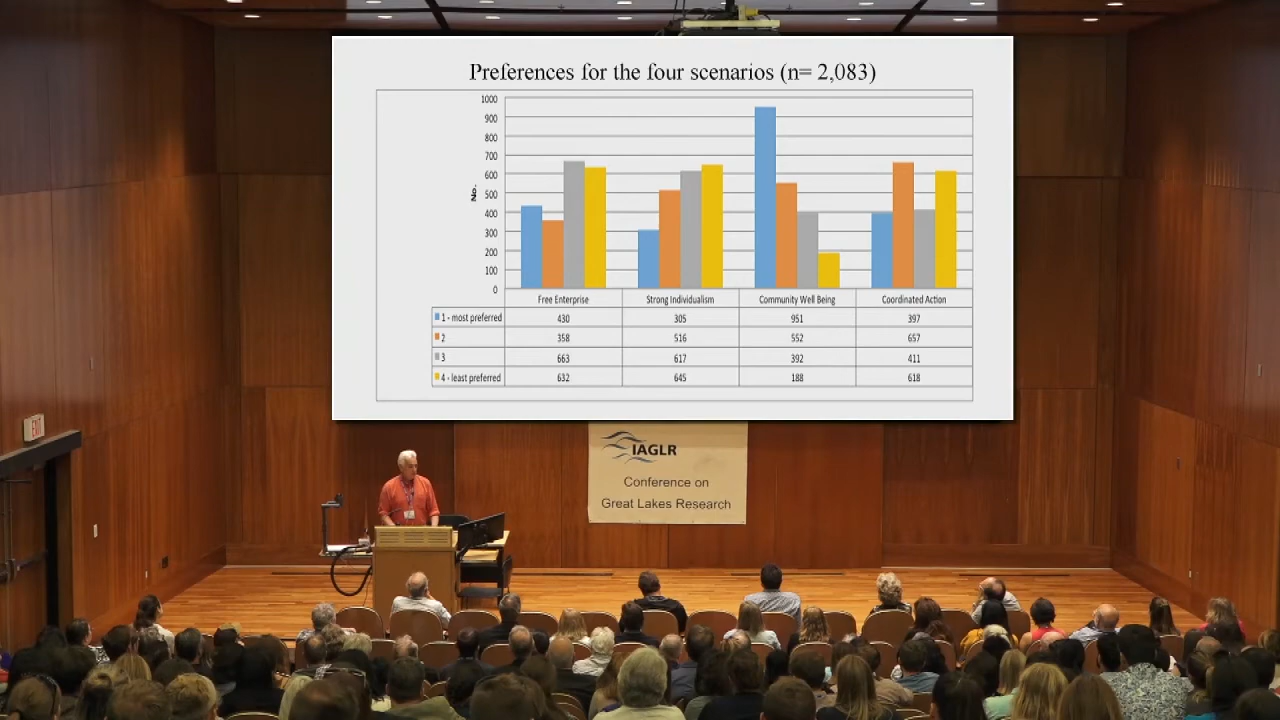 Preferences for the four scenarios (n= 2,083)
1000
900
800
700
600
500
400
300
200
100
0
No.
Free Enterprise Strong Individualism Community Well Being Coordinated Action
1 - most preferred 430 305 951 397
2 358 516 552 657
3 663 617 392 411
4 - least preferred 632 645 188 618
EXIT
IAGLR
Conference on
Great Lakes Research